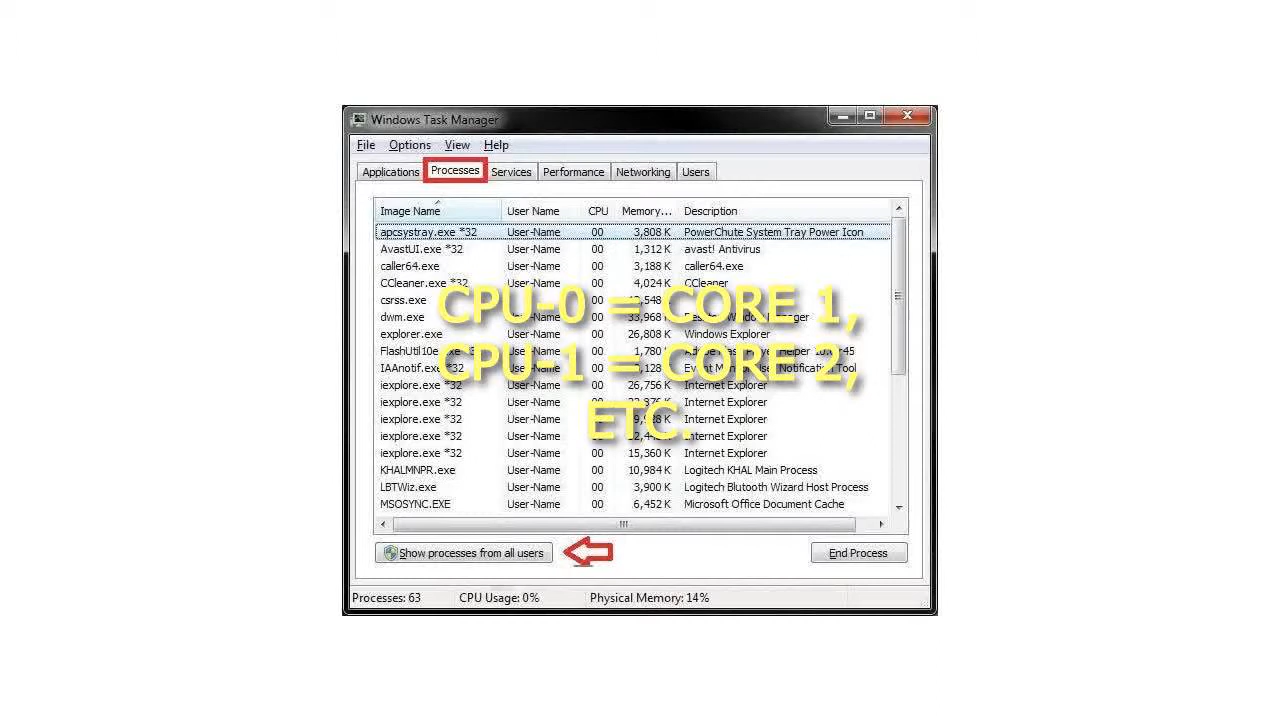 Windows Task Manager
File Options View Help
Applications Processes Services Performance Networking Users
Image Name User Name CPU Memory... Description
apcsystray.exe *32 User-Name 00 3,808 K PowerChute System Tray Power Icon
AvastUI.exe *32 User-Name 00 1,312 K avast! Antivirus
caller64.exe User-Name 00 3,188 K caller64.exe
CCleaner.exe *32 User-Name 00 4,024 K CCleaner
csrss.exe
CPU-0 = CORE 1,
dwm.exe User-Name 00 33,968 K
explorer.exe User-Name 00 26,808 K Windows Explorer
User-Name 00 1,780
CPU-1 = CORE 2,
User-Name
iexplore.exe *32 User-Name 00 26,756 K Internet Explorer
iexplore.exe *32 User-Name 00 Internet Explorer
iexplore.exe *32 User-Name 00 Internet Explorer
ETC.
iexplore.exe *32 User-Name 00 Internet Explorer
iexplore.exe *32 User-Name 00 15,360 K Internet Explorer
KHALMNPR.exe User-Name 00 10,984 K Logitech KHAL Main Process
LBTWiz.exe User-Name 00 3,900 K Logitech Blutooth Wizard Host Process
MSOSYNC.EXE User-Name 00 6,452 K Microsoft Office Document Cache
Show processes from all users End Process
Processes: 63 CPU Usage: 0% Physical Memory: 14%